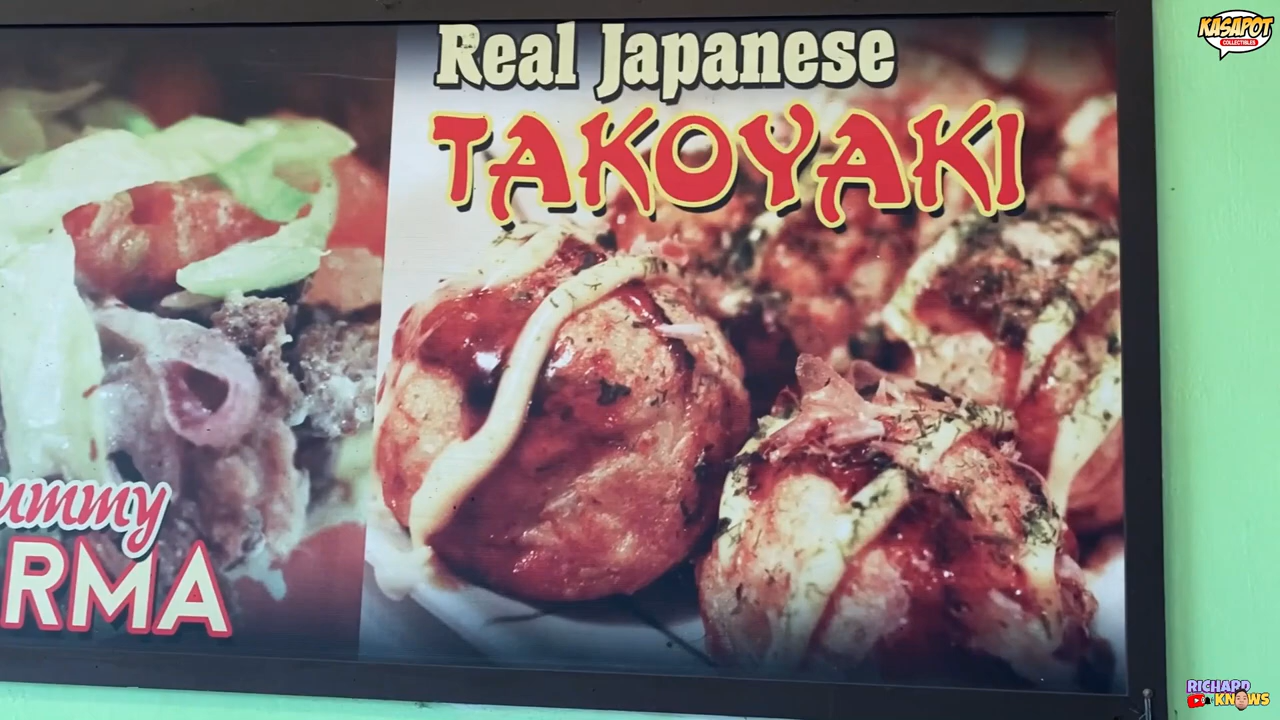 Real Japanese
TAKOYAKI
ummy
RMA
KASAPOT
COLLECTIBLES
RICHARD
KNOWS